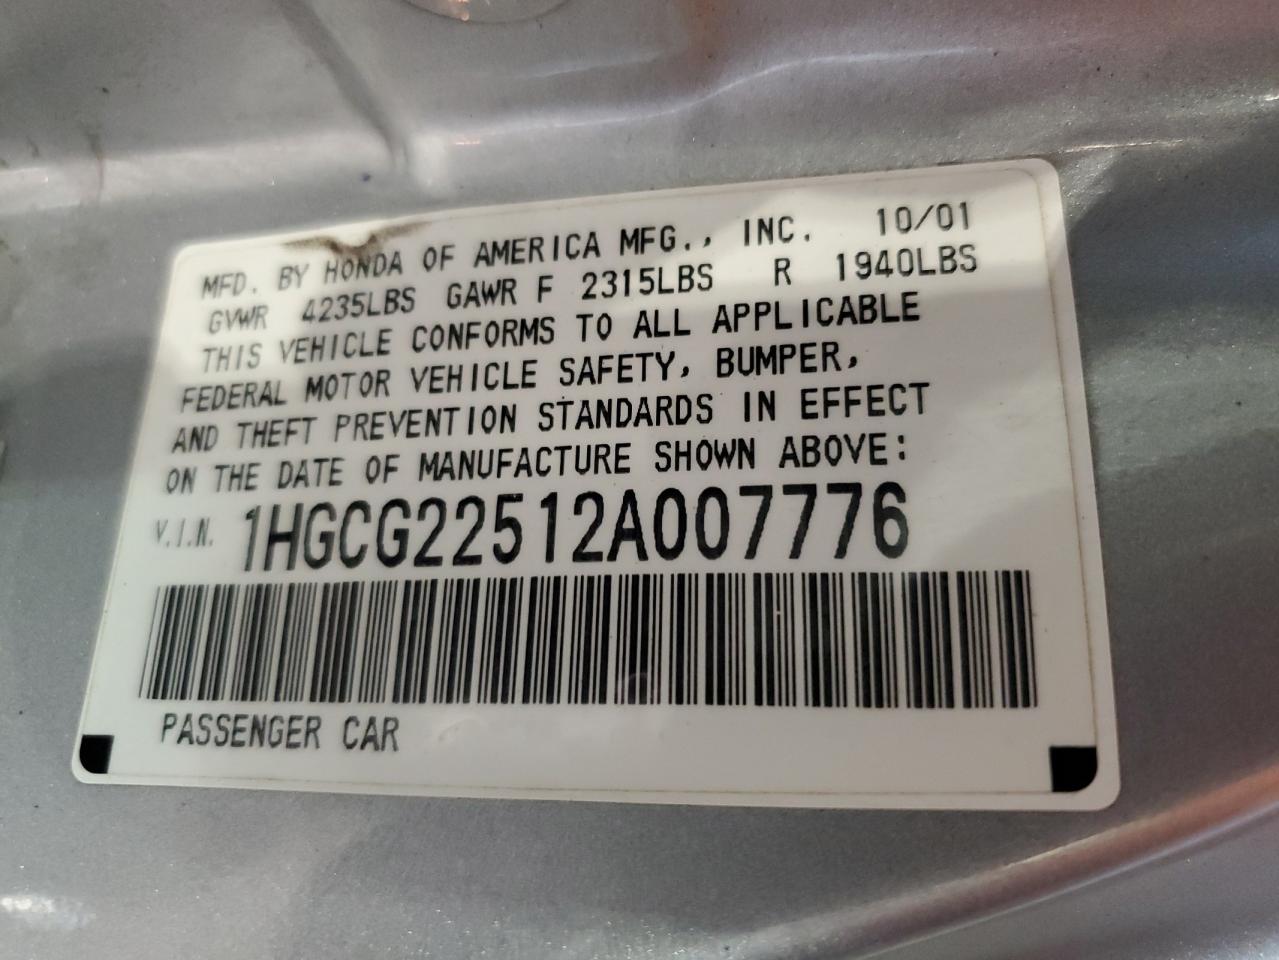 MFD. BY HONDA OF AMERICA MFG., INC. 10/01
GVWR 4235LBS GAWR F 2315LBS R 1940LBS
THIS VEHICLE CONFORMS TO ALL APPLICABLE
FEDERAL MOTOR VEHICLE SAFETY, BUMPER,
AND THEFT PREVENTION STANDARDS IN EFFECT
ON THE DATE OF MANUFACTURE SHOWN ABOVE:
V.I.N. 1HGCG22512A007776
PASSENGER CAR